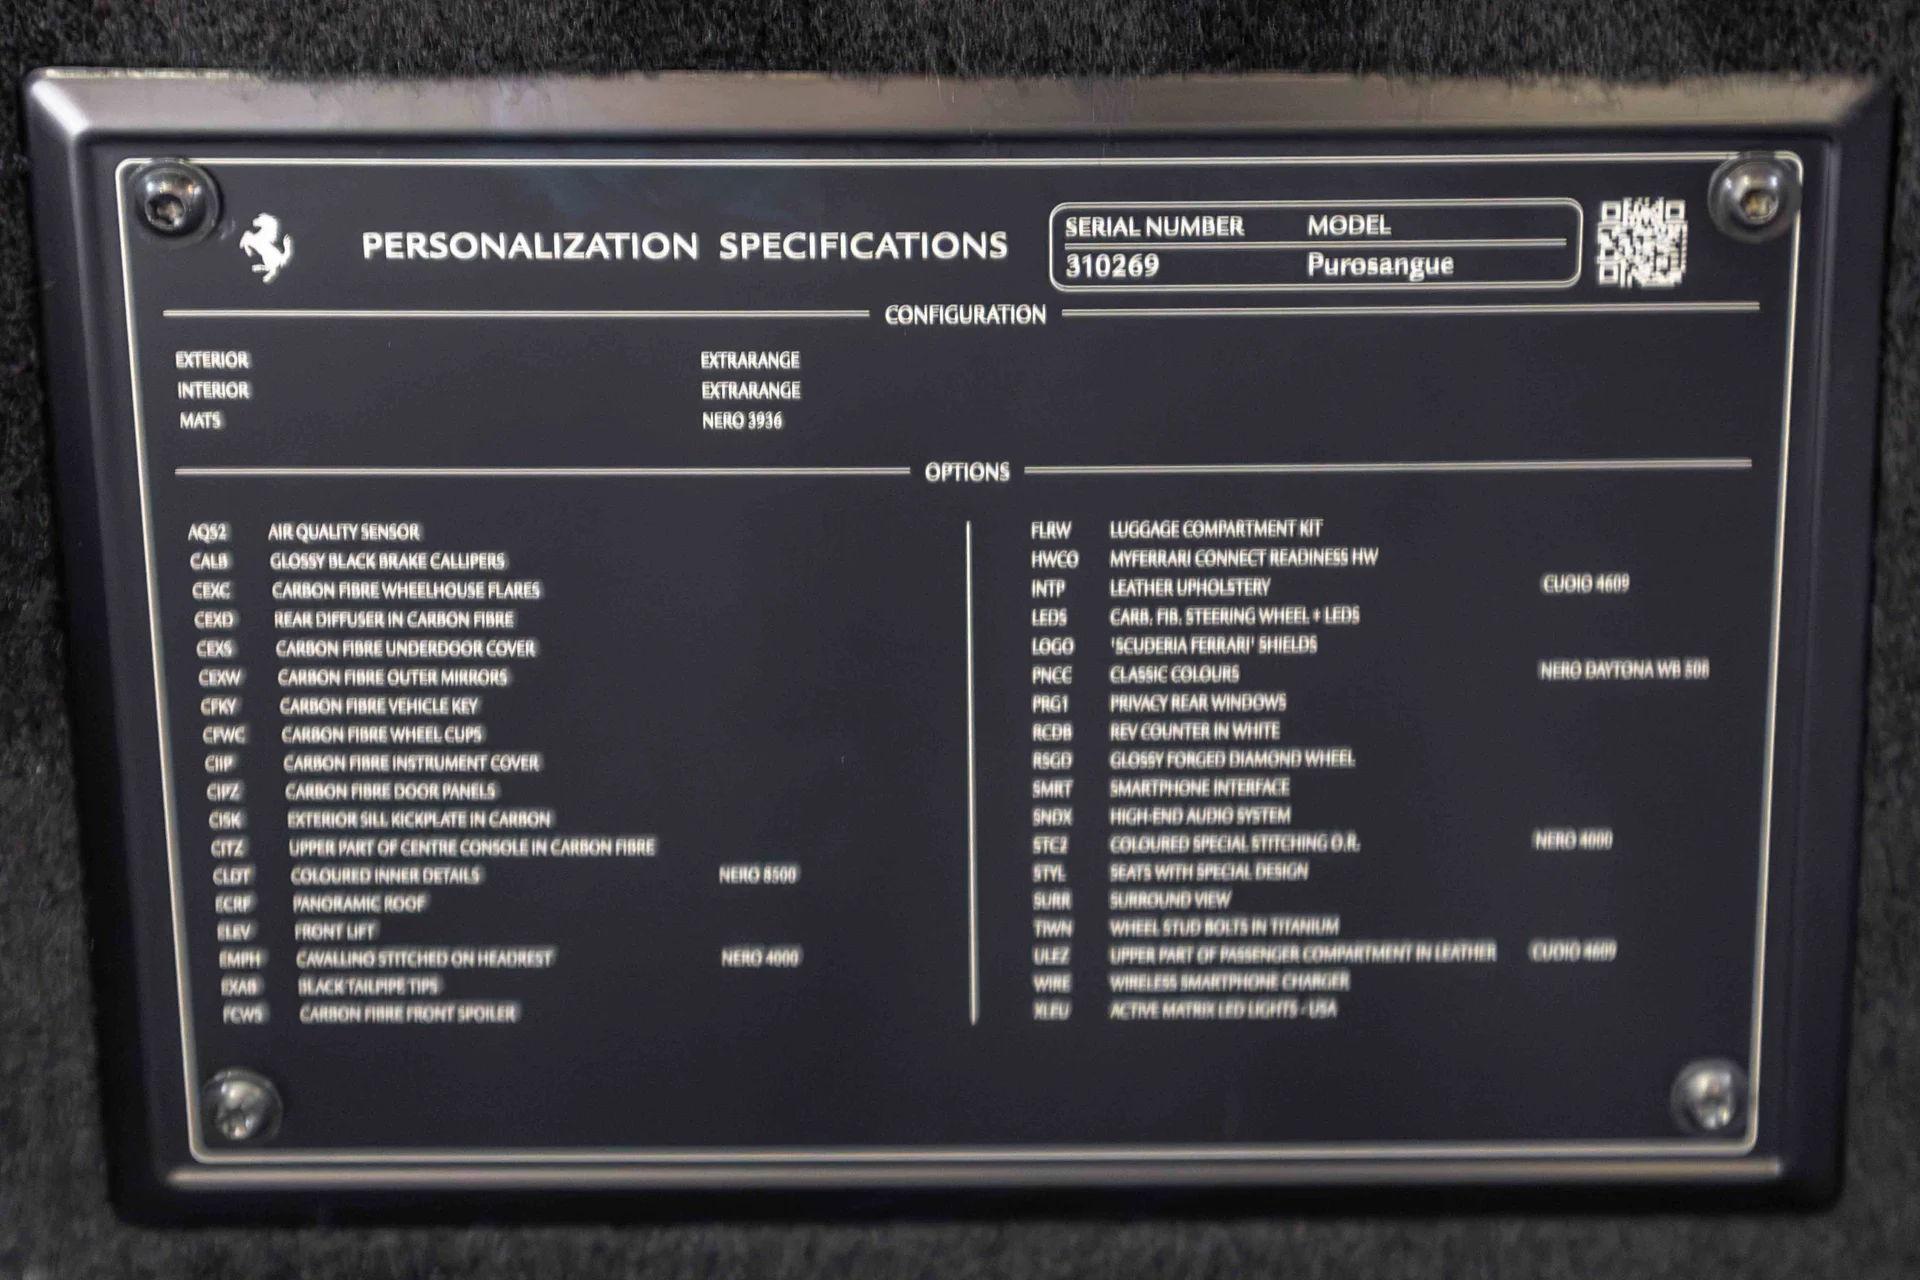 PERSONALIZATION SPECIFICATIONS
SERIAL NUMBER MODEL
310269 Purosangue
CONFIGURATION
EXTERIOR EXTRARANGE
INTERIOR EXTRARANGE
MATS NERO 3936
OPTIONS
AQS2 AIR QUALITY SENSOR
CALB GLOSSY BLACK BRAKE CALLIPERS
CEXC CARBON FIBRE WHEELHOUSE FLARES
CEXD REAR DIFFUSER IN CARBON FIBRE
CEXS CARBON FIBRE UNDERDOOR COVER
CEXW CARBON FIBRE OUTER MIRRORS
CFKY CARBON FIBRE VEHICLE KEY
CFWC CARBON FIBRE WHEEL CUPS
CIIP CARBON FIBRE INSTRUMENT COVER
CIPZ CARBON FIBRE DOOR PANELS
CISK EXTERIOR SILL KICKPLATE IN CARBON
CITZ UPPER PART OF CENTRE CONSOLE IN CARBON FIBRE
CLDT COLOURED INNER DETAILS NERO 8500
ECRF PANORAMIC ROOF
ELEV FRONT LIFT
EMPH CAVALLINO STITCHED ON HEADREST NERO 4000
EXAB BLACK TAILPIPE TIPS
FCWS CARBON FIBRE FRONT SPOILER
FLRW LUGGAGE COMPARTMENT KIT
HWCO MYFERRARI CONNECT READINESS HW
INTP LEATHER UPHOLSTERY CUOIO 4609
LEDS CARB. FIB. STEERING WHEEL + LEDS
LOGO 'SCUDERIA FERRARI' SHIELDS
PNCC CLASSIC COLOURS NERO DAYTONA WB 508
PRG1 PRIVACY REAR WINDOWS
RCDB REV COUNTER IN WHITE
RSGD GLOSSY FORGED DIAMOND WHEEL
SMRT SMARTPHONE INTERFACE
SNDX HIGH-END AUDIO SYSTEM
STC2 COLOURED SPECIAL STITCHING O.R. NERO 4000
STYL SEATS WITH SPECIAL DESIGN
SURR SURROUND VIEW
TIWN WHEEL STUD BOLTS IN TITANIUM
ULEZ UPPER PART OF PASSENGER COMPARTMENT IN LEATHER CUOIO 4609
WIRE WIRELESS SMARTPHONE CHARGER
XLEU ACTIVE MATRIX LED LIGHTS - USA